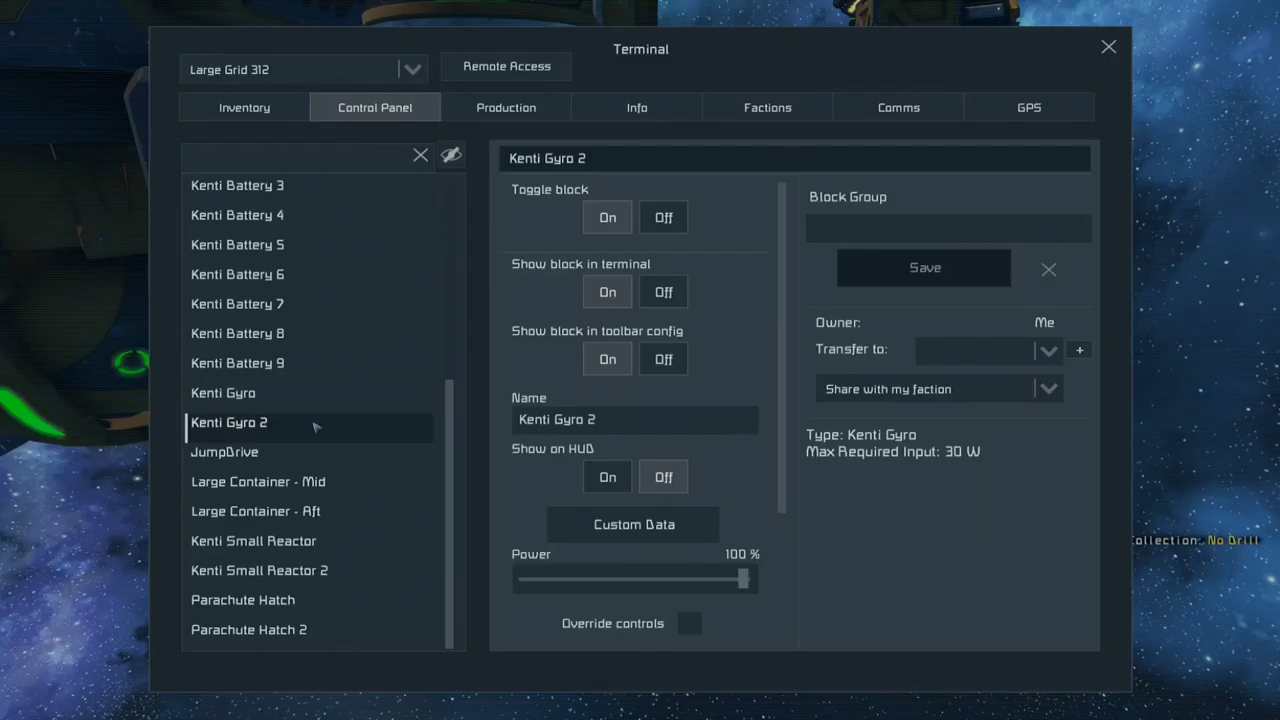 Terminal
Large Grid 312
Remote Access
Inventory
Control Panel
Production
Info
Factions
Comms
GPS
Kenti Battery 3
Kenti Battery 4
Kenti Battery 5
Kenti Battery 6
Kenti Battery 7
Kenti Battery 8
Kenti Battery 9
Kenti Gyro
Kenti Gyro 2
JumpDrive
Large Container - Mid
Large Container - Aft
Kenti Small Reactor
Kenti Small Reactor 2
Parachute Hatch
Parachute Hatch 2
Kenti Gyro 2
Toggle block
On Off
Show block in terminal
On Off
Show block in toolbar config
On Off
Name
Kenti Gyro 2
Show on HUD
On Off
Custom Data
Power 100 %
Override controls
Block Group
Save
Owner: Me
Transfer to:
+
Share with my faction
Type: Kenti Gyro
Max Required Input: 30 W
Collection: No Drill